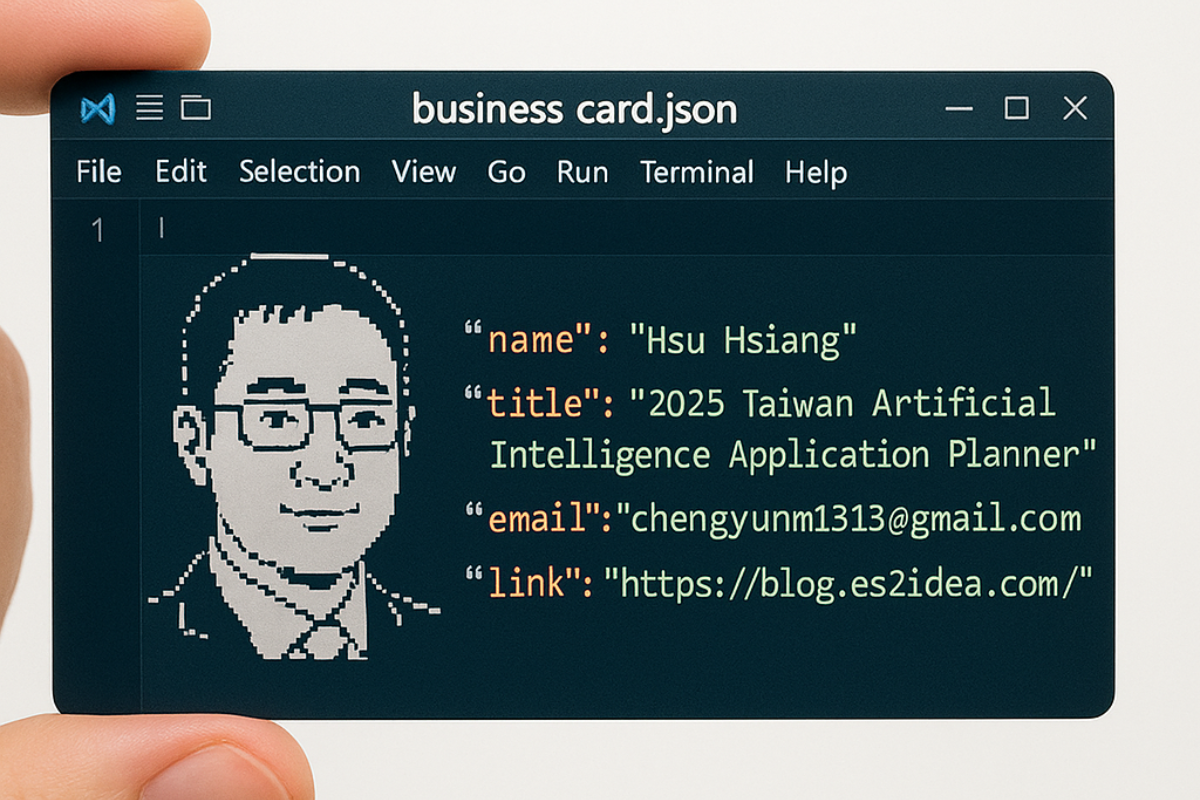 business card.json
File Edit Selection View Go Run Terminal Help
1
“name": "Hsu Hsiang"
“title": "2025 Taiwan Artificial
Intelligence Application Planner"
“email":"chengyunm1313@gmail.com
“link": "https://blog.es2idea.com/"